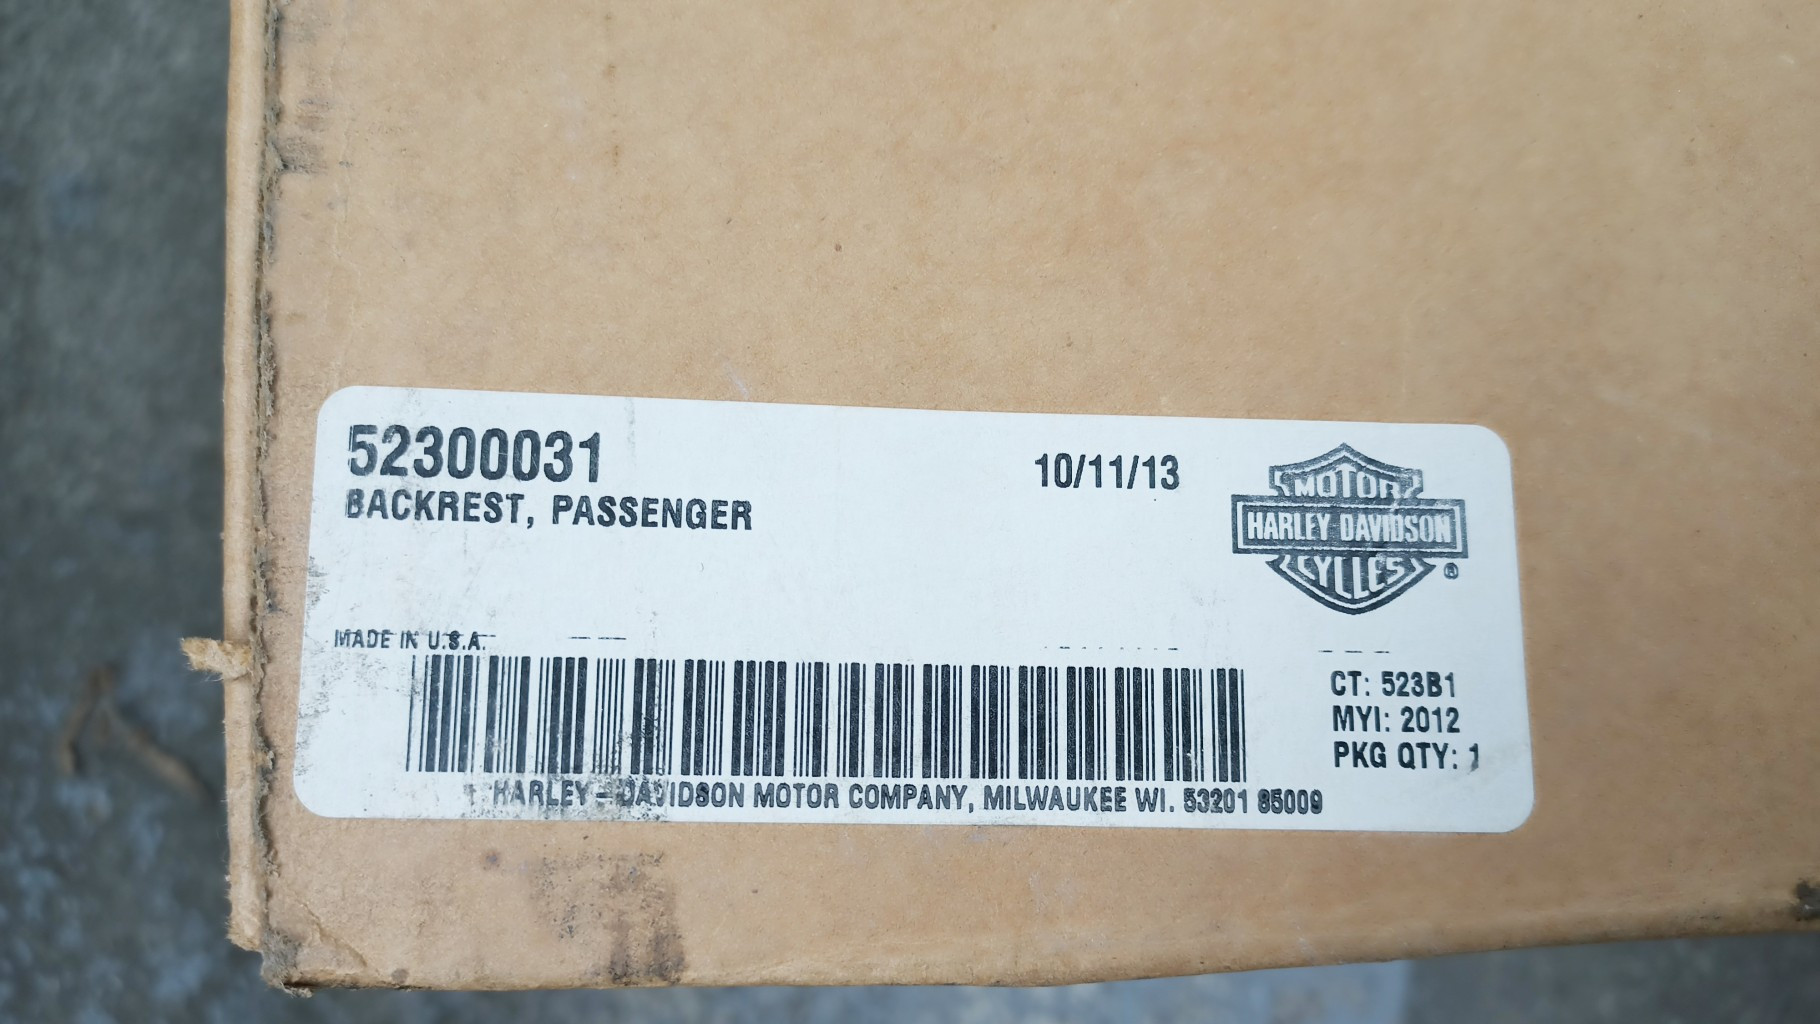 52300031
BACKREST, PASSENGER
10/11/13
MOTOR
HARLEY-DAVIDSON
CYCLES
®
MADE IN U.S.A.
CT: 523B1
MYI: 2012
PKG QTY: 1
HARLEY-DAVIDSON MOTOR COMPANY, MILWAUKEE WI. 53201 85009